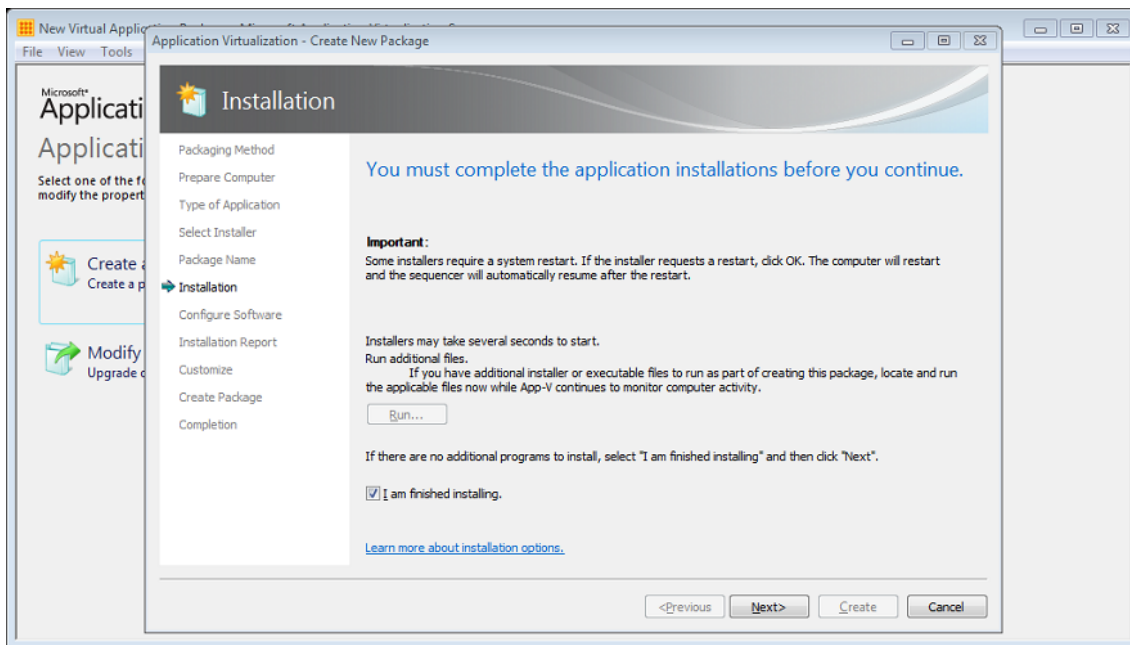 New Virtual Applic
File View Tools
Application Virtualization - Create New Package
Microsoft®
Applicati
Applicati
Select one of the fo
modify the propert
Create a
Create a p
Modify
Upgrade o
Installation
Packaging Method
Prepare Computer
Type of Application
Select Installer
Package Name
Installation
Configure Software
Installation Report
Customize
Create Package
Completion
You must complete the application installations before you continue.
Important:
Some installers require a system restart. If the installer requests a restart, click OK. The computer will restart
and the sequencer will automatically resume after the restart.
Installers may take several seconds to start.
Run additional files.
If you have additional installer or executable files to run as part of creating this package, locate and run
the applicable files now while App-V continues to monitor computer activity.
Run...
If there are no additional programs to install, select "I am finished installing" and then click "Next".
I am finished installing.
Learn more about installation options.
<Previous
Next>
Create
Cancel